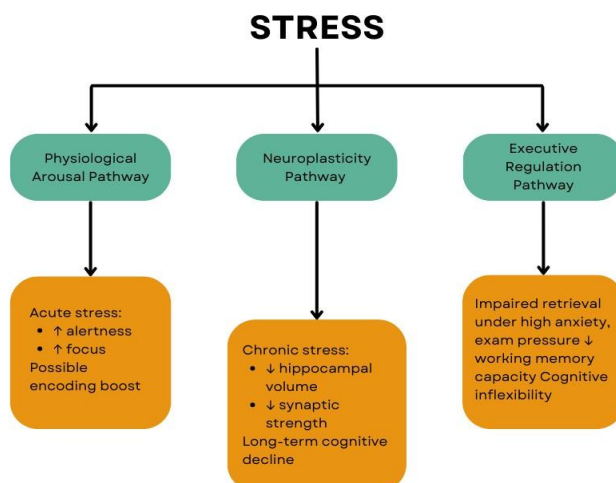 STRESS
Physiological
Arousal Pathway
Neuroplasticity
Pathway
Executive
Regulation
Pathway
Acute stress:
• ↑ alertness
• ↑ focus
Possible
encoding boost
Chronic stress:
• ↓ hippocampal
volume
• ↓ synaptic
strength
Long-term cognitive
decline
Impaired retrieval
under high anxiety,
exam pressure ↓
working memory
capacity Cognitive
inflexibility